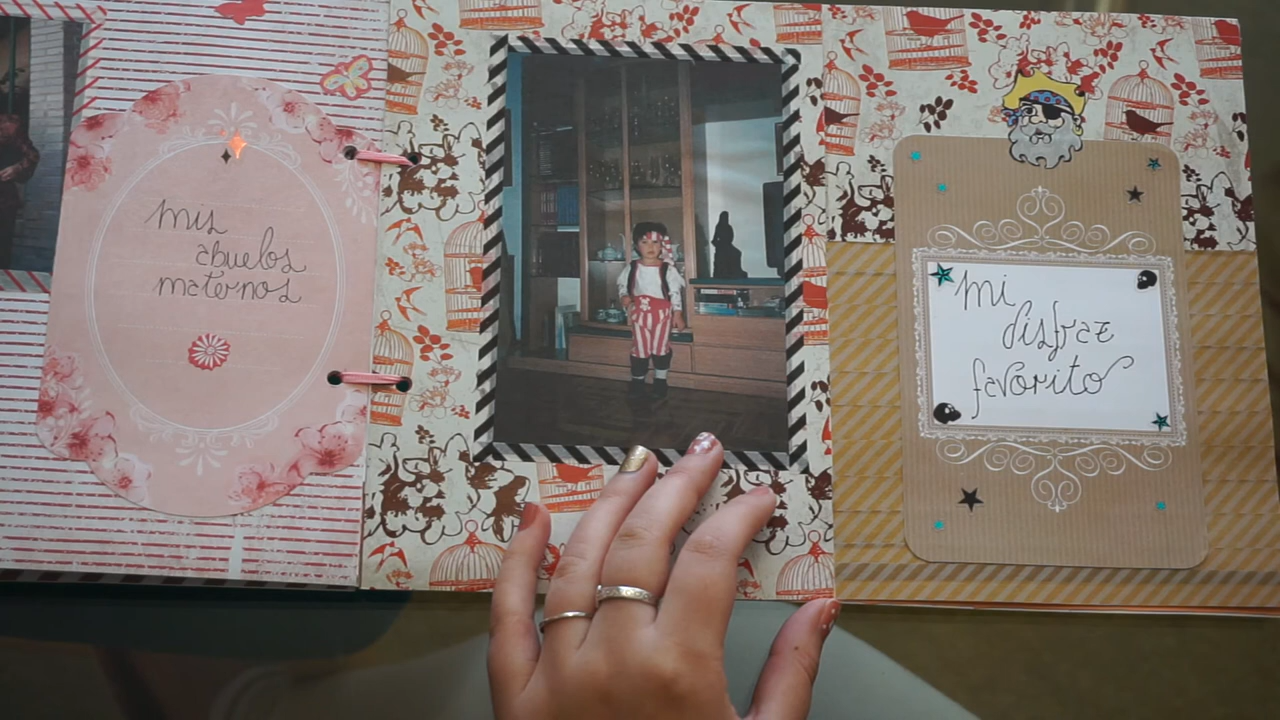 mis
abuelos
maternos
mi
disfraz
favorito